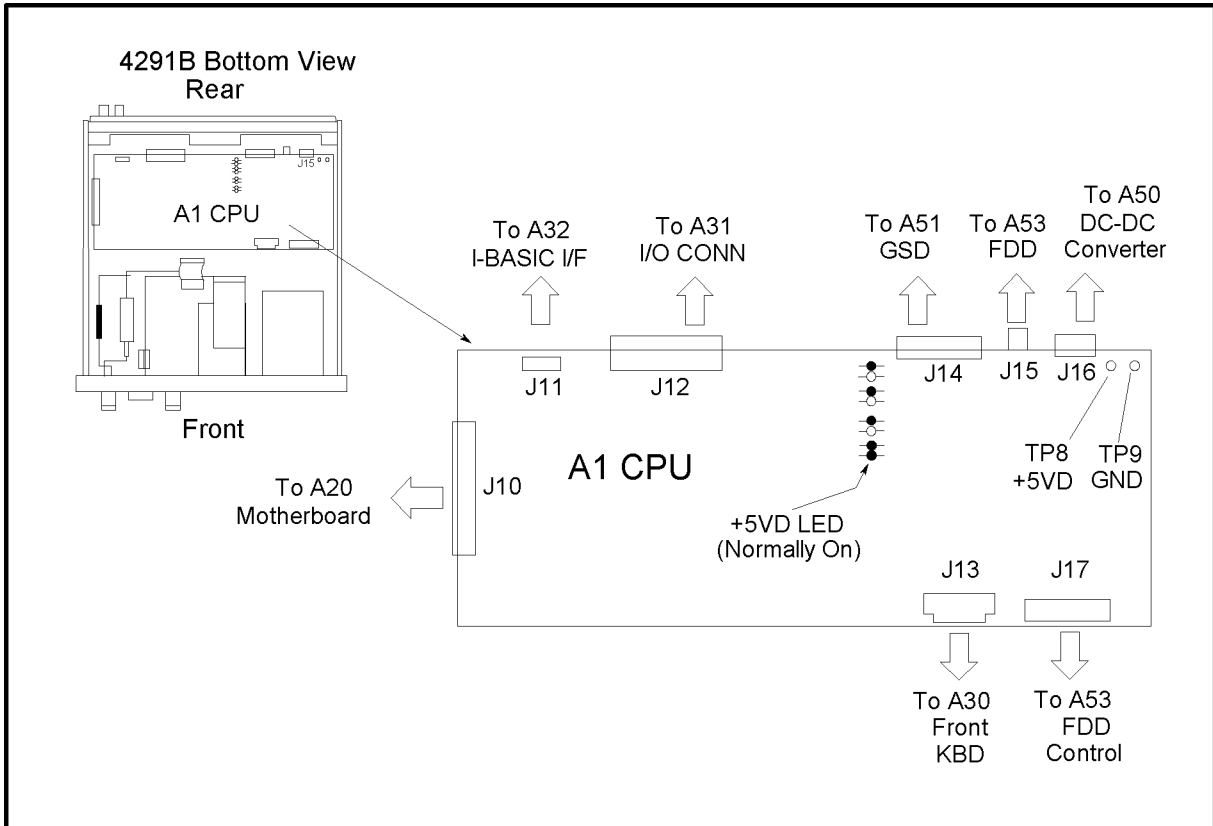 4291B Bottom View
Rear
J15
A1 CPU
Front
To A32
I-BASIC I/F
To A31
I/O CONN
To A51
GSD
To A53
FDD
To A50
DC-DC
Converter
J11
J12
J14
J15
J16
TP8
+5VD
TP9
GND
To A20
Motherboard
J10
A1 CPU
+5VD LED
(Normally On)
J13
J17
To A30
Front
KBD
To A53
FDD
Control